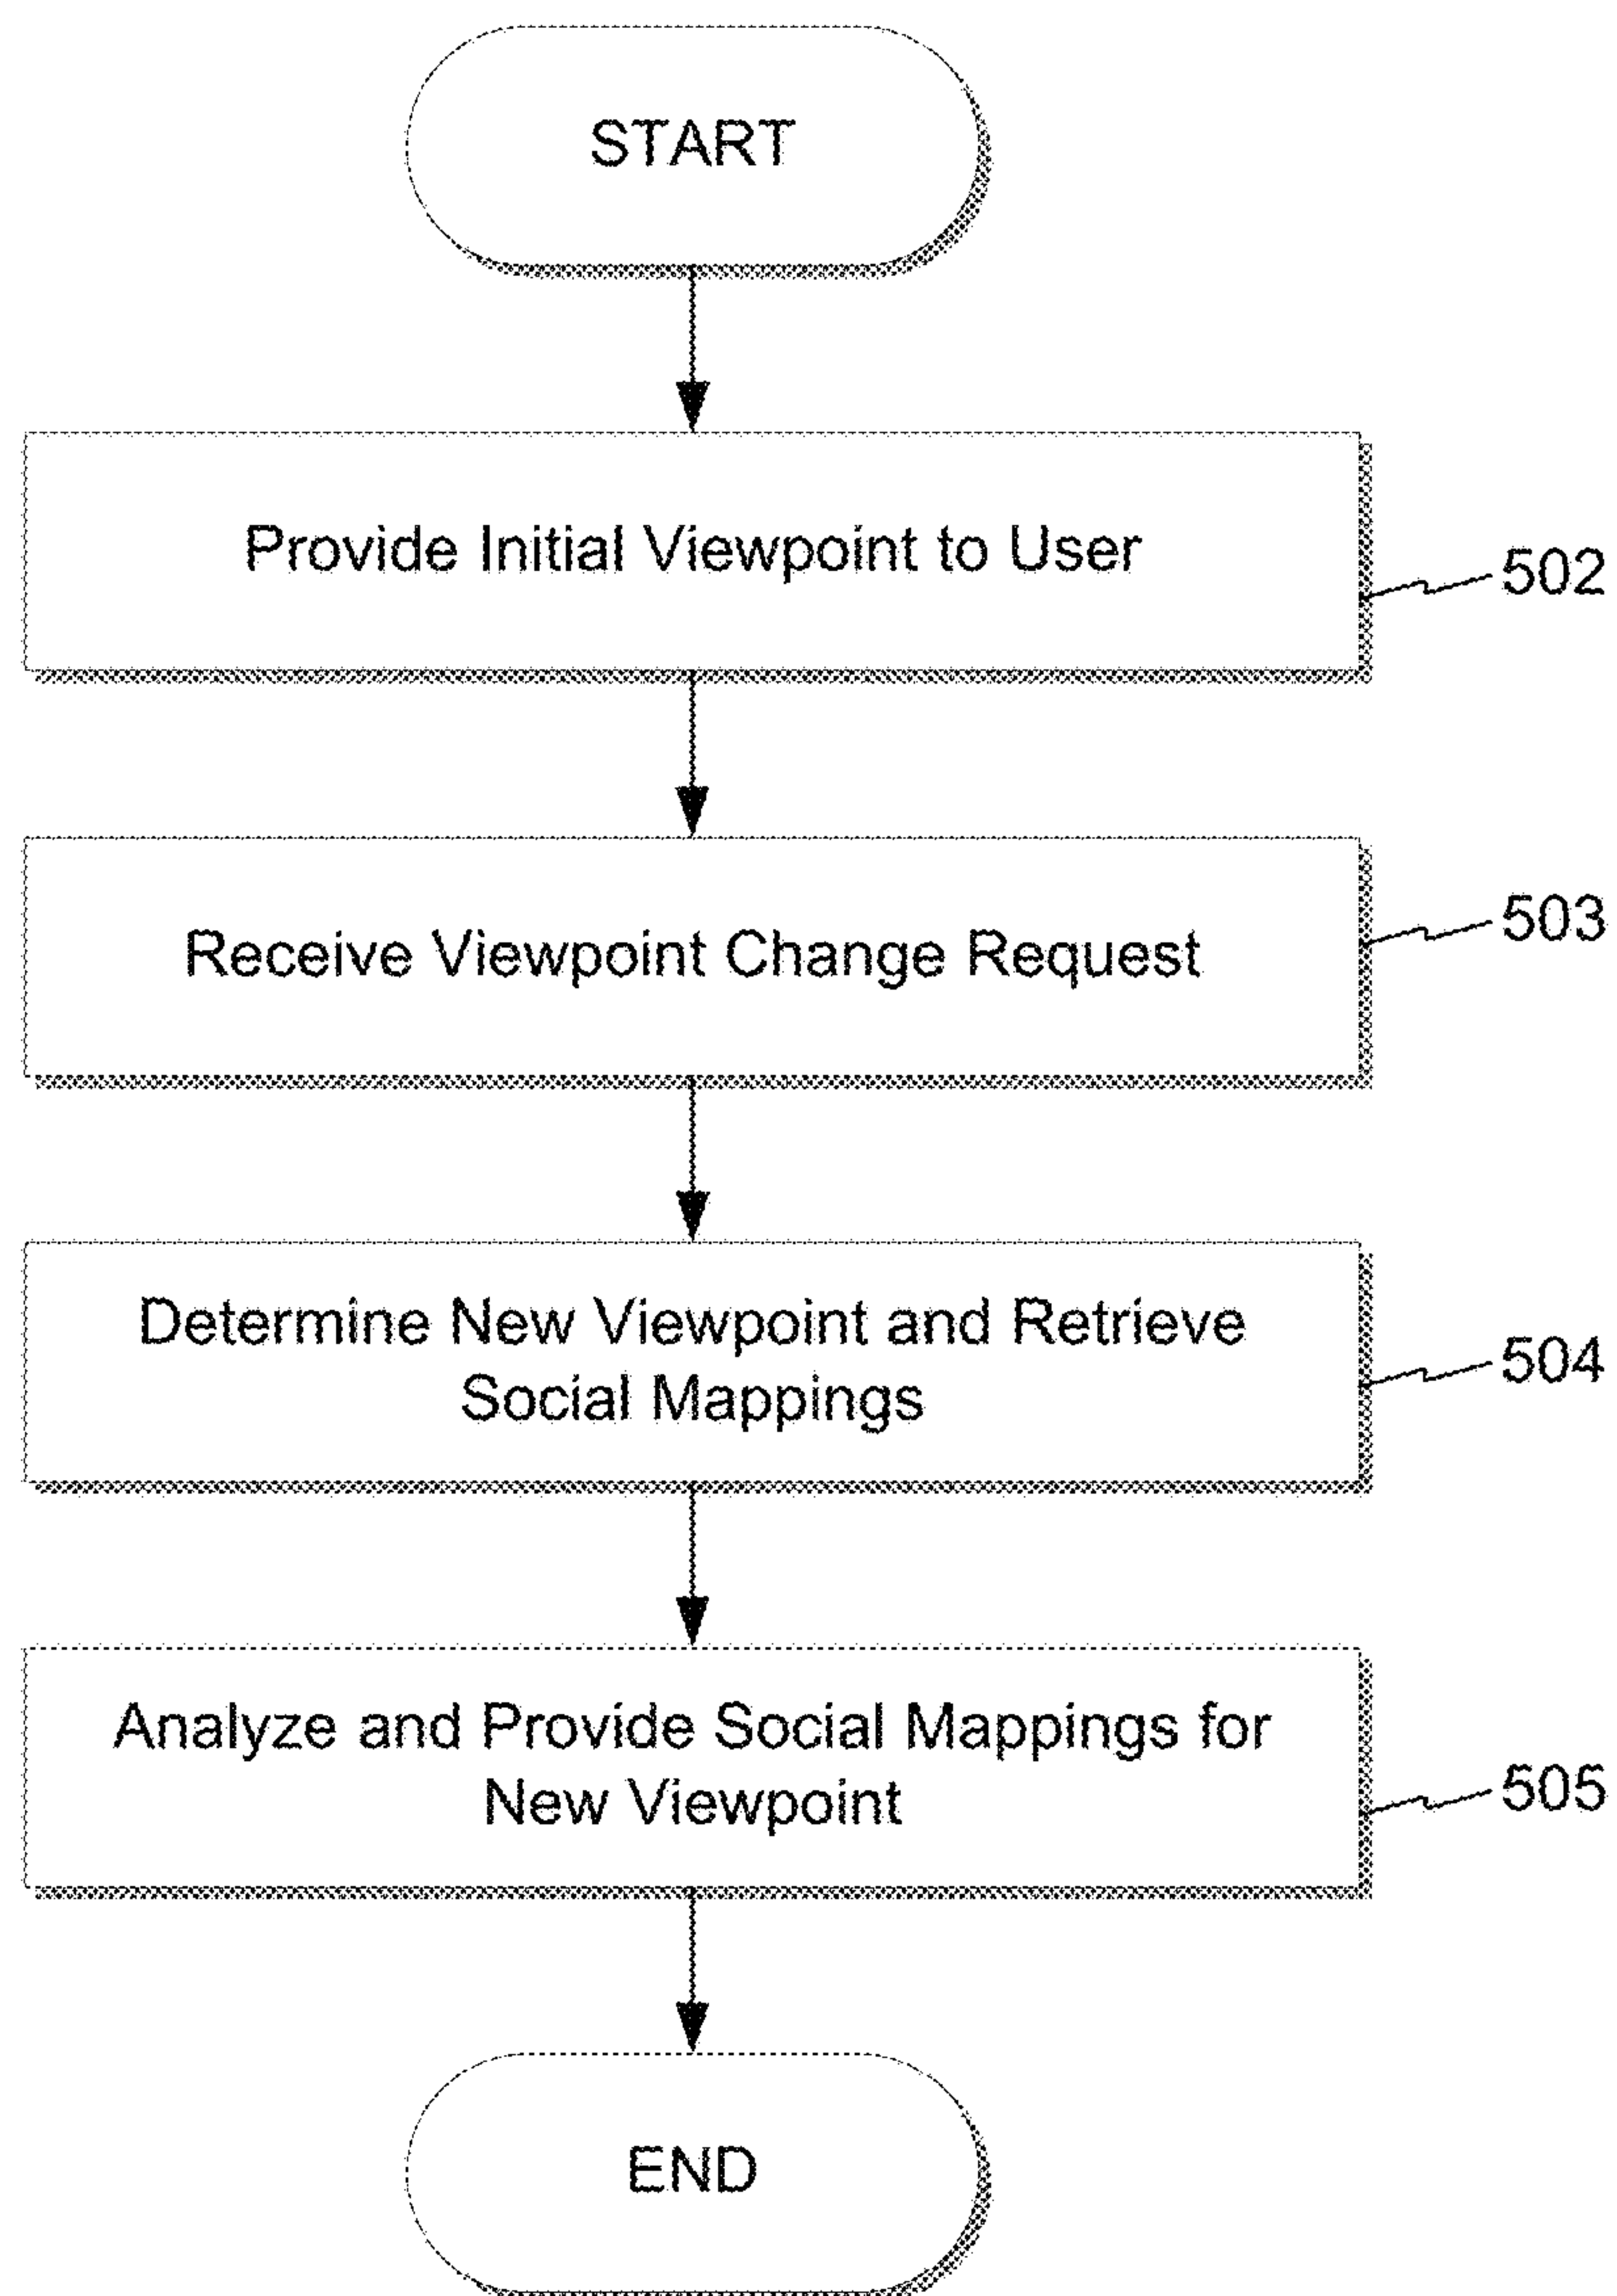 START
Provide Initial Viewpoint to User
502
Receive Viewpoint Change Request
503
Determine New Viewpoint and Retrieve
Social Mappings
504
Analyze and Provide Social Mappings for
New Viewpoint
505
END